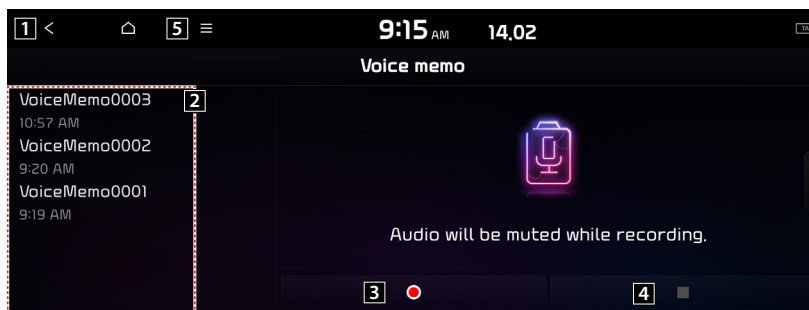 1 5 9:15 AM 14.02 TA
Voice memo
VoiceMemo0003 2
10:57 AM
VoiceMemo0002
9:20 AM
VoiceMemo0001
9:19 AM
Audio will be muted while recording.
3 4